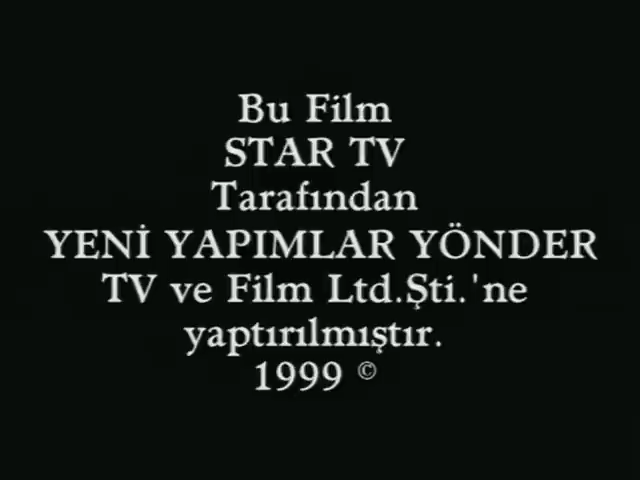 Bu Film
STAR TV
Tarafından
YENİ YAPIMLAR YÖNDER
TV ve Film Ltd.Şti.'ne
yaptırılmıştır.
1999 ©